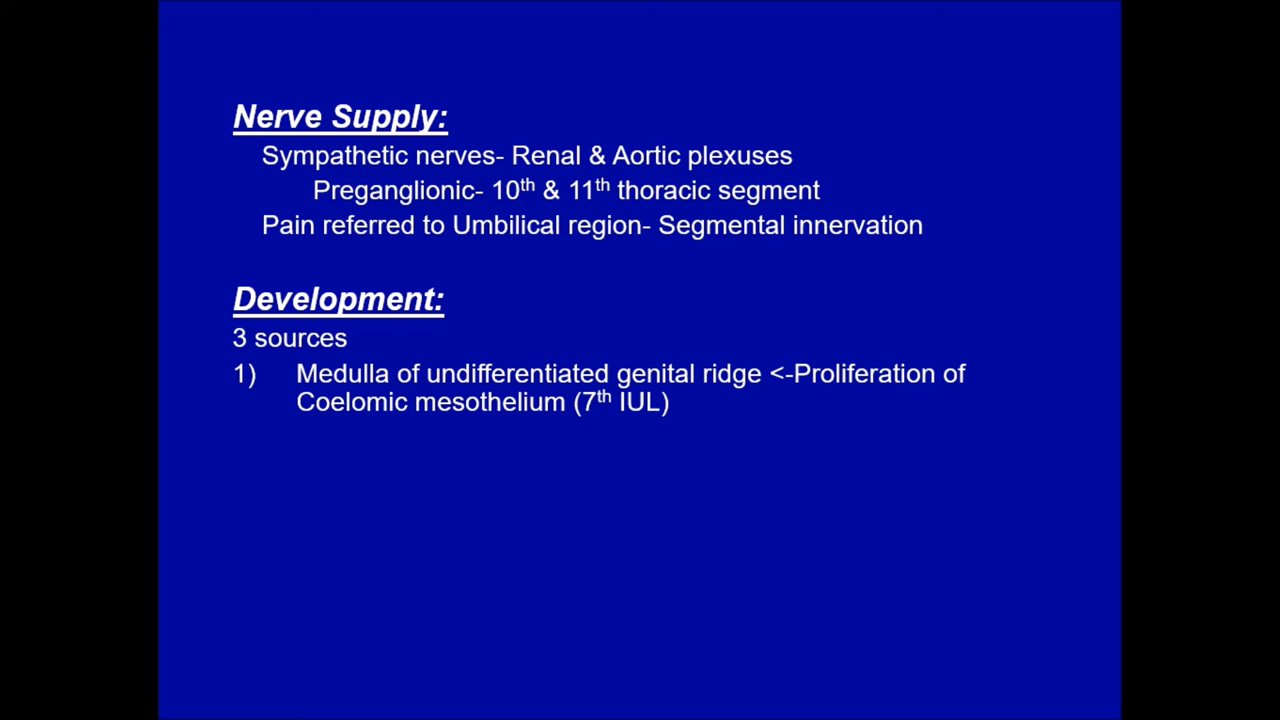 Nerve Supply:
Sympathetic nerves- Renal & Aortic plexuses
Preganglionic- 10th & 11th thoracic segment
Pain referred to Umbilical region- Segmental innervation
Development:
3 sources
1) Medulla of undifferentiated genital ridge <-Proliferation of
Coelomic mesothelium (7th IUL)